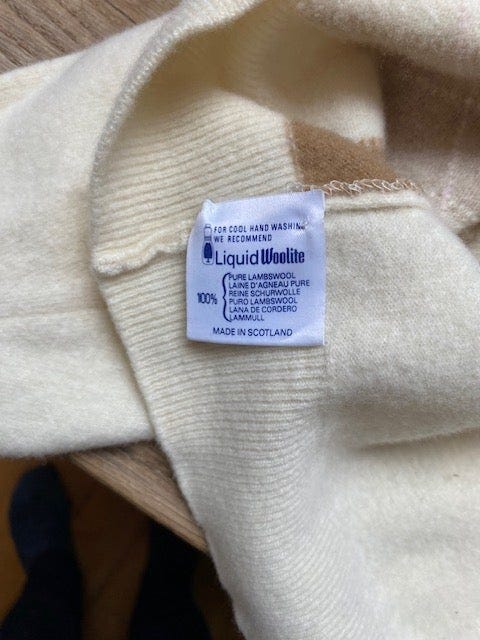 FOR COOL HAND WASHING
WE RECOMMEND
Liquid Woolite
PURE LAMBSWOOL
LAINE D'AGNEAU PURE
REINE SCHURWOLLE
100%
PURO LAMBSWOOL
LANA DE CORDERO
LAMMULL
MADE IN SCOTLAND